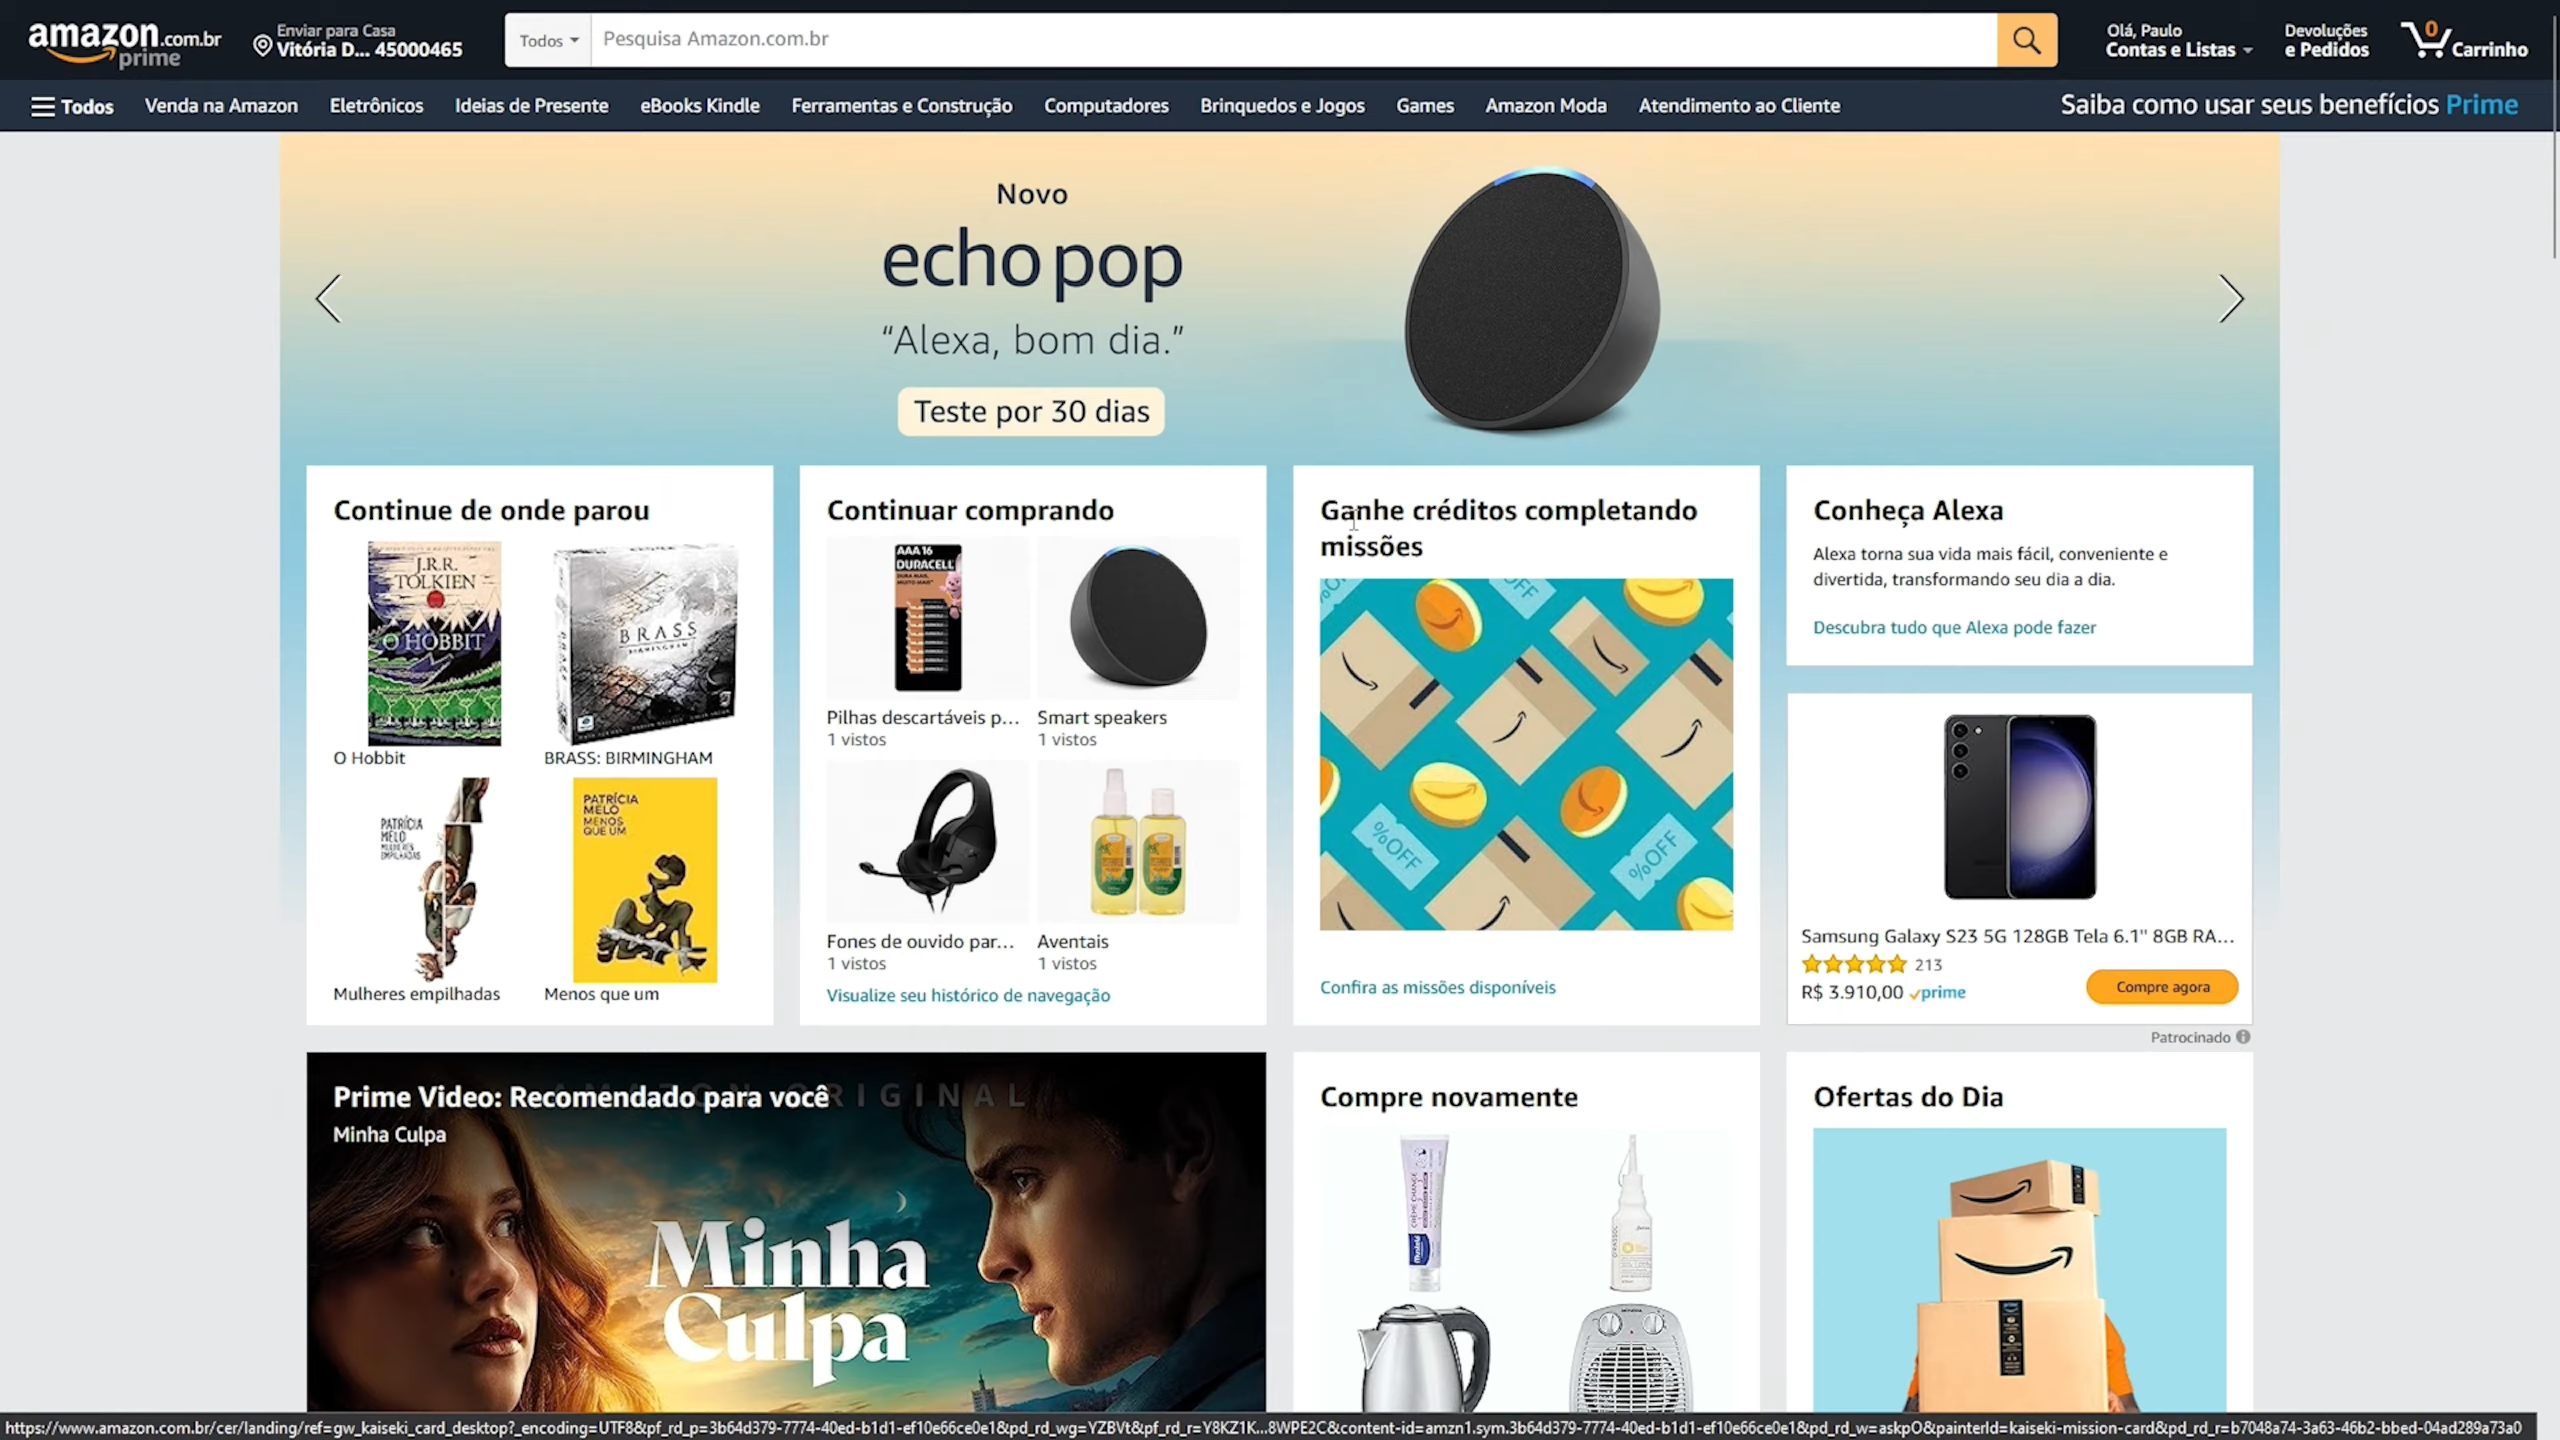 amazon.com.br
prime
Enviar para Casa
Vitória D... 45000465
Todos
Pesquisa Amazon.com.br
Olá, Paulo
Contas e Listas
Devoluções
e Pedidos
0
Carrinho
Todos
Venda na Amazon
Eletrônicos
Ideias de Presente
eBooks Kindle
Ferramentas e Construção
Computadores
Brinquedos e Jogos
Games
Amazon Moda
Atendimento ao Cliente
Saiba como usar seus benefícios Prime
Novo
echo pop
“Alexa, bom dia.”
Teste por 30 dias
Continue de onde parou
J.R.R.
TOLKIEN
O HOBBIT
BRASS
BIRMINGHAM
O Hobbit
BRASS: BIRMINGHAM
PATRÍCIA
MELO
MULHERES
EMPILHADAS
PATRÍCIA
MELO
MENOS
QUE UM
Mulheres empilhadas
Menos que um
Continuar comprando
AAA 16
DURACELL
Pilhas descartáveis p...
1 vistos
Smart speakers
1 vistos
Fones de ouvido par...
1 vistos
Aventais
1 vistos
Visualize seu histórico de navegação
Ganhe créditos completando
missões
%OFF
%OFF
Confira as missões disponíveis
Conheça Alexa
Alexa torna sua vida mais fácil, conveniente e
divertida, transformando seu dia a dia.
Descubra tudo que Alexa pode fazer
Samsung Galaxy S23 5G 128GB Tela 6.1" 8GB RA...
213
R$ 3.910,00 prime
Compre agora
Patrocinado
Prime Video: Recomendado para você
ORIGINAL
Minha Culpa
Minha
Culpa
Compre novamente
Mustela
Ofertas do Dia
https://www.amazon.com.br/cer/landing/ref=gw_kaiseki_card_desktop?_encoding=UTF8&pf_rd_p=3b64d379-7774-40ed-b1d1-ef10e66ce0e1&pd_rd_wg=YZBVt&pf_rd_r=Y8KZ1K...8WPE2C&content-id=amzn1.sym.3b64d379-7774-40ed-b1d1-ef10e66ce0e1&pd_rd_w=askpO&painterId=kaiseki-mission-card&pd_rd_r=b7048a74-3a63-46b2-bbed-04ad289a73a0